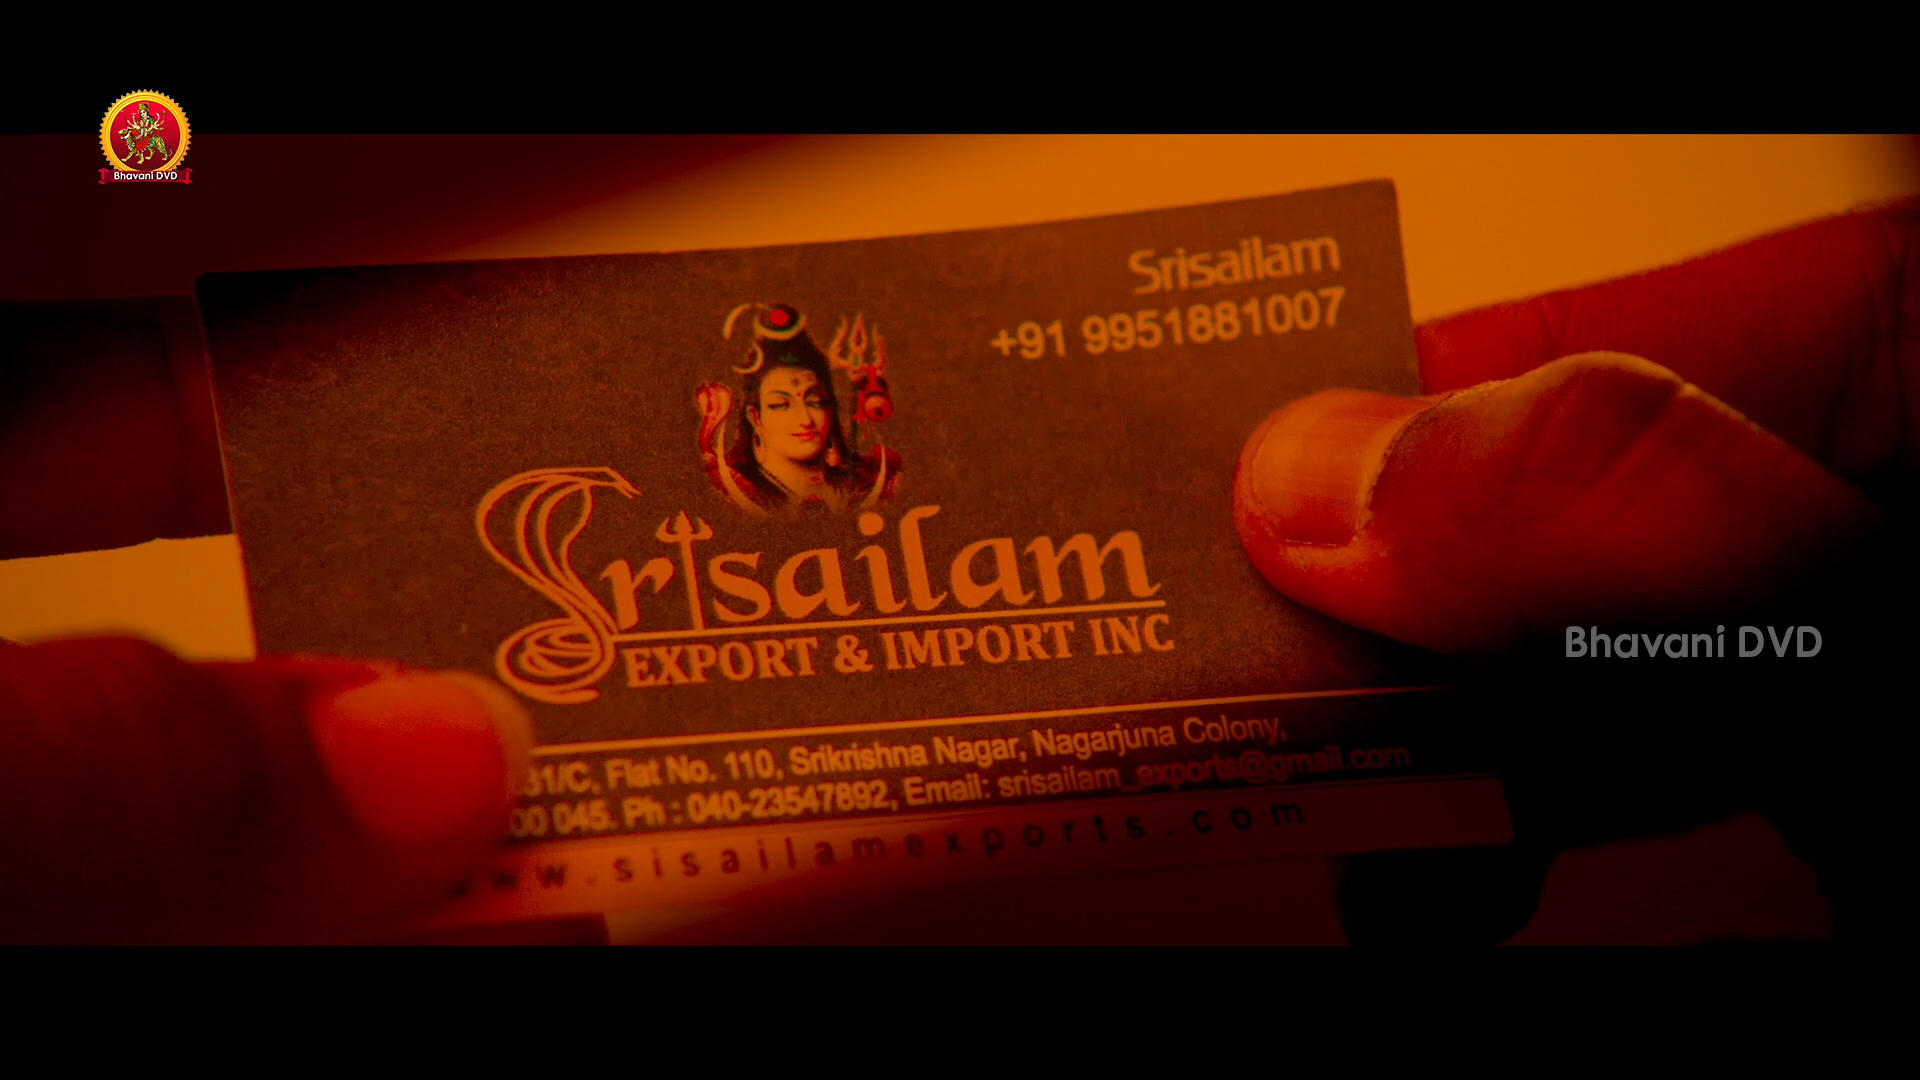 Bhavani DVD
Srisailam
+91 9951881007
Srisailam
EXPORT & IMPORT INC
31/C, Flat No. 110, Srikrishna Nagar, Nagarjuna Colony,
00 045. Ph : 040-23547892, Email: srisailam_exports@gmail.com
www.sisailamexports.com
Bhavani DVD